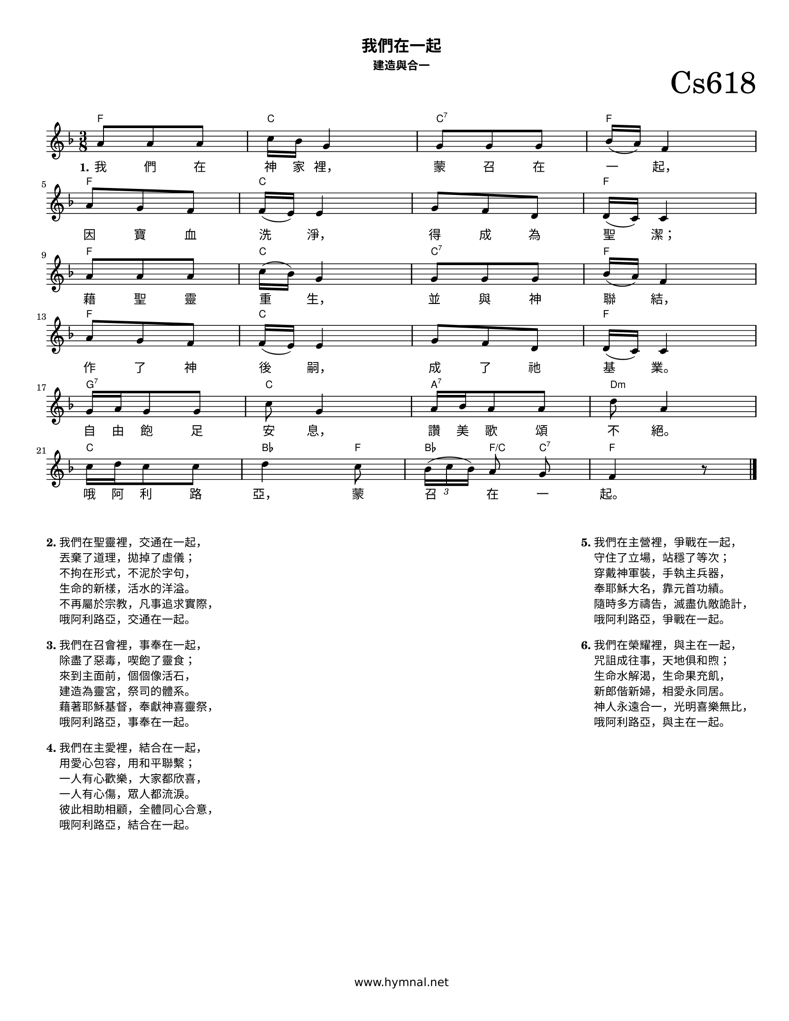 我們在一起
建造與合一
Cs618
F C C7 F
1. 我 們 在 神 家 裡， 蒙 召 在 一 起，
5 F C F
因 寶 血 洗 淨， 得 成 為 聖 潔；
9 F C C7 F
藉 聖 靈 重 生， 並 與 神 聯 結，
13 F C F
作 了 神 後 嗣， 成 了 祂 基 業。
17 G7 C A7 Dm
自 由 飽 足 安 息， 讚 美 歌 頌 不 絕。
21 C B♭ F B♭ F/C C7 F
3
哦 阿 利 路 亞， 蒙 召 在 一 起。
2. 我們在聖靈裡，交通在一起，
丟棄了道理，拋掉了虛儀；
不拘在形式，不泥於字句，
生命的新樣，活水的洋溢。
不再屬於宗教，凡事追求實際，
哦阿利路亞，交通在一起。
3. 我們在召會裡，事奉在一起，
除盡了惡毒，喫飽了靈食；
來到主面前，個個像活石，
建造為靈宮，祭司的體系。
藉著耶穌基督，奉獻神喜靈祭，
哦阿利路亞，事奉在一起。
4. 我們在主愛裡，結合在一起，
用愛心包容，用和平聯繫；
一人有心歡樂，大家都欣喜，
一人有心傷，眾人都流淚。
彼此相助相顧，全體同心合意，
哦阿利路亞，結合在一起。
5. 我們在主營裡，爭戰在一起，
守住了立場，站穩了等次；
穿戴神軍裝，手執主兵器，
奉耶穌大名，靠元首功績。
隨時多方禱告，滅盡仇敵詭計，
哦阿利路亞，爭戰在一起。
6. 我們在榮耀裡，與主在一起，
咒詛成往事，天地俱和煦；
生命水解渴，生命果充飢，
新郎偕新婦，相愛永同居。
神人永遠合一，光明喜樂無比，
哦阿利路亞，與主在一起。
www.hymnal.net